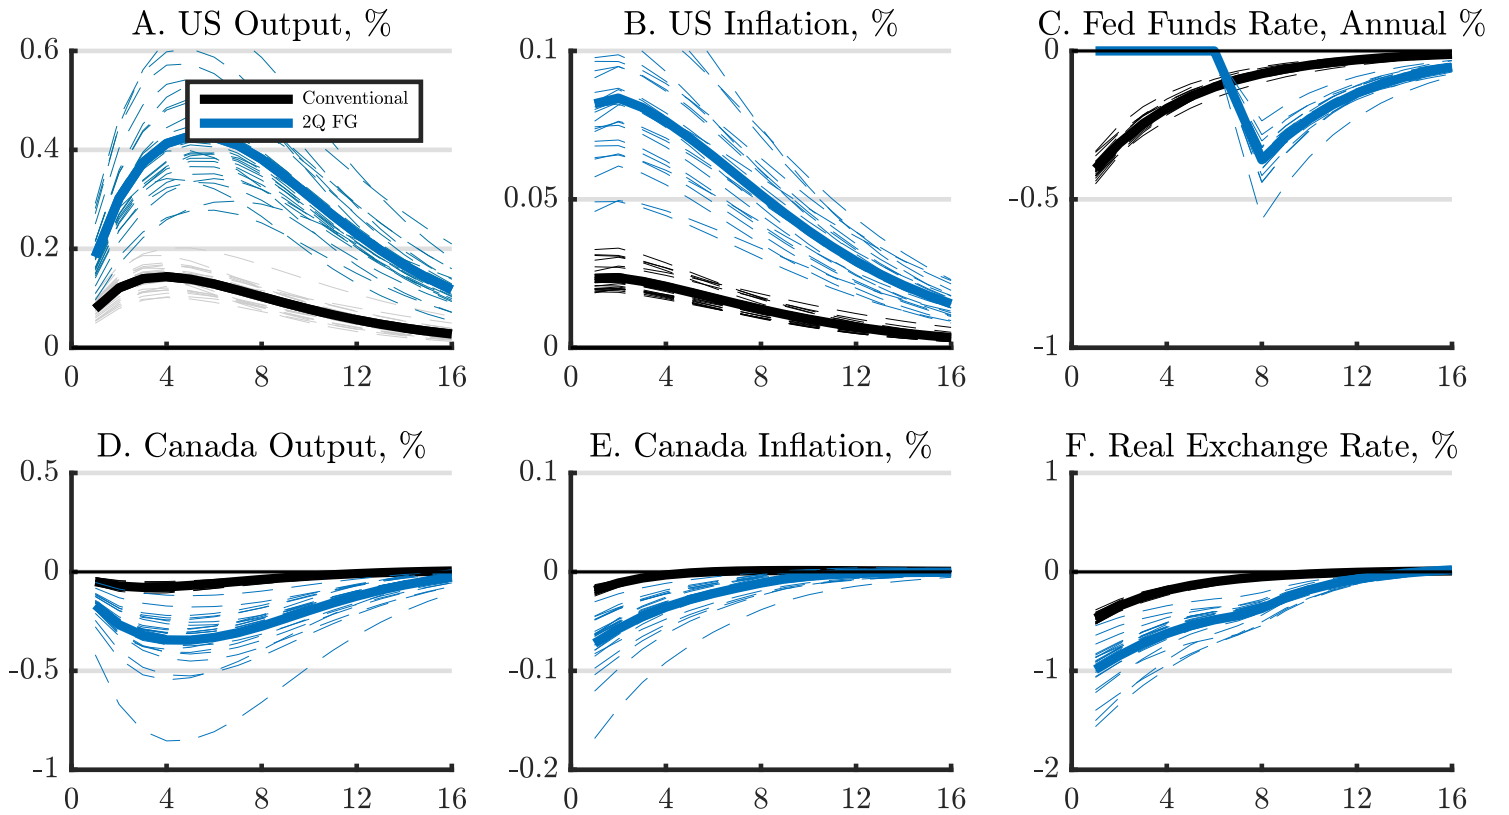 A. US Output, %
0.6
0.4
0.2
0
0 4 8 12 16
Conventional
2Q FG
B. US Inflation, %
0.1
0.05
0
0 4 8 12 16
C. Fed Funds Rate, Annual %
0
-0.5
-1
0 4 8 12 16
D. Canada Output, %
0.5
0
-0.5
-1
0 4 8 12 16
E. Canada Inflation, %
0.1
0
-0.1
-0.2
0 4 8 12 16
F. Real Exchange Rate, %
1
0
-1
-2
0 4 8 12 16